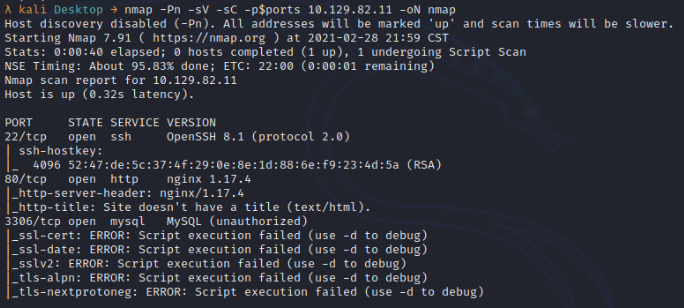 λ kali Desktop → nmap -Pn -sV -sC -p$ports 10.129.82.11 -oN nmap
Host discovery disabled (-Pn). All addresses will be marked 'up' and scan times will be slower.
Starting Nmap 7.91 ( https://nmap.org ) at 2021-02-28 21:59 CST
Stats: 0:00:40 elapsed; 0 hosts completed (1 up), 1 undergoing Script Scan
NSE Timing: About 95.83% done; ETC: 22:00 (0:00:01 remaining)
Nmap scan report for 10.129.82.11
Host is up (0.32s latency).
PORT     STATE SERVICE VERSION
22/tcp   open  ssh     OpenSSH 8.1 (protocol 2.0)
| ssh-hostkey:
|_  4096 52:47:de:5c:37:4f:29:0e:8e:1d:88:6e:f9:23:4d:5a (RSA)
80/tcp   open  http    nginx 1.17.4
|_http-server-header: nginx/1.17.4
|_http-title: Site doesn't have a title (text/html).
3306/tcp open  mysql   MySQL (unauthorized)
|_ssl-cert: ERROR: Script execution failed (use -d to debug)
|_ssl-date: ERROR: Script execution failed (use -d to debug)
|_sslv2: ERROR: Script execution failed (use -d to debug)
|_tls-alpn: ERROR: Script execution failed (use -d to debug)
|_tls-nextprotoneg: ERROR: Script execution failed (use -d to debug)